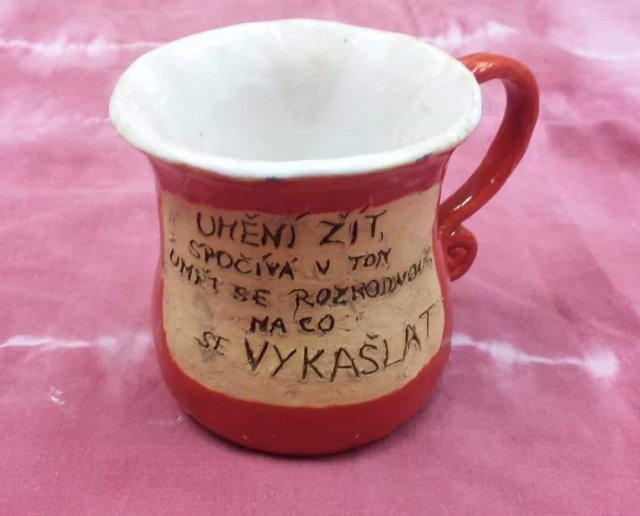 UMĚNÍ ŽÍT,
SPOČÍVÁ V TOM
UMĚT SE ROZHODNOUT,
NA CO
SE VYKAŠLAT